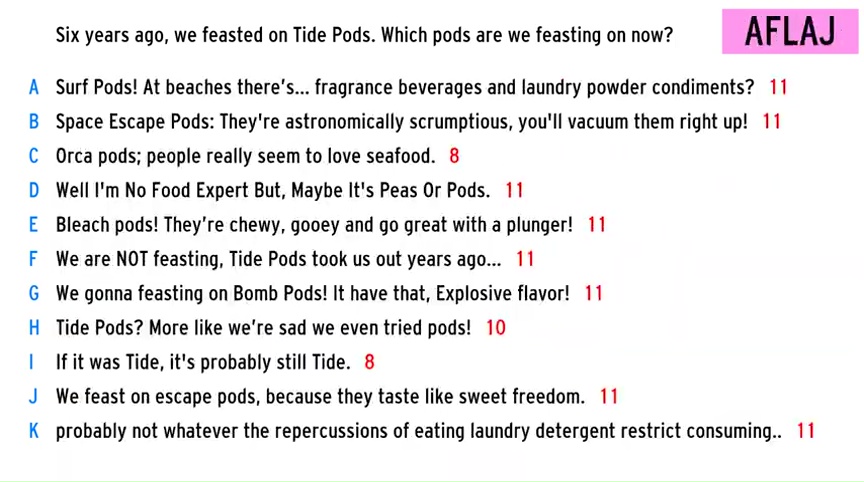 Six years ago, we feasted on Tide Pods. Which pods are we feasting on now?
AFLAJ
A Surf Pods! At beaches there's... fragrance beverages and laundry powder condiments? 11
B Space Escape Pods: They're astronomically scrumptious, you'll vacuum them right up! 11
C Orca pods; people really seem to love seafood. 8
D Well I'm No Food Expert But, Maybe It's Peas Or Pods. 11
E Bleach pods! They're chewy, gooey and go great with a plunger! 11
F We are NOT feasting, Tide Pods took us out years ago... 11
G We gonna feasting on Bomb Pods! It have that, Explosive flavor! 11
H Tide Pods? More like we're sad we even tried pods! 10
I If it was Tide, it's probably still Tide. 8
J We feast on escape pods, because they taste like sweet freedom. 11
K probably not whatever the repercussions of eating laundry detergent restrict consuming.. 11